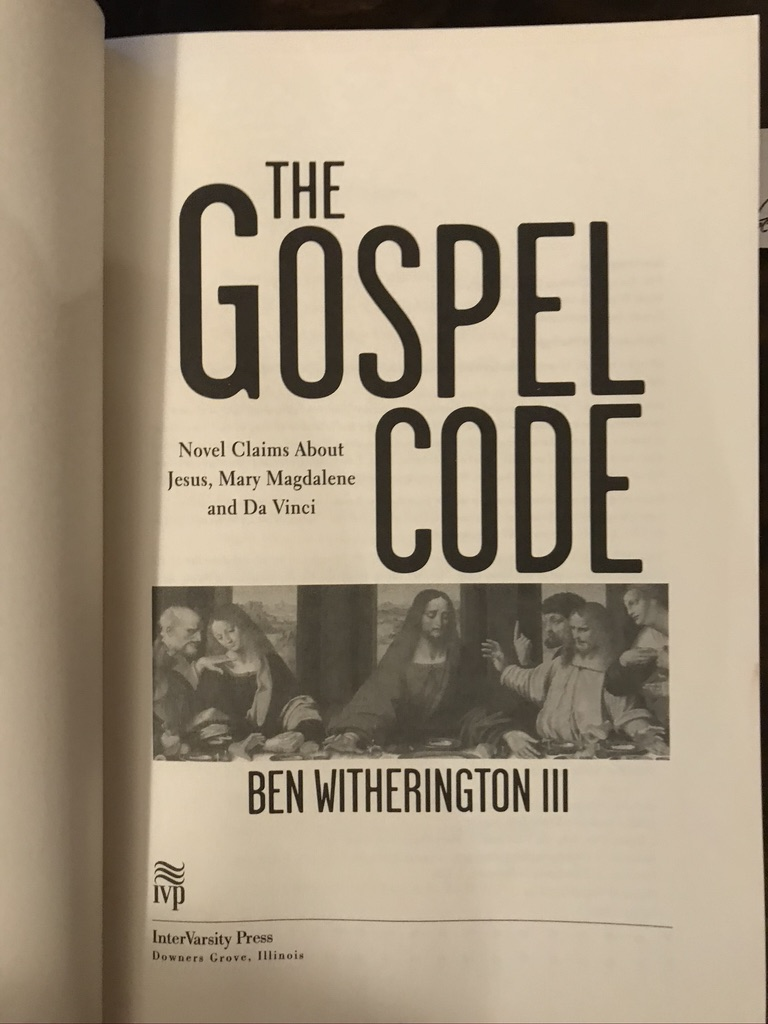 THE
GOSPEL
CODE
Novel Claims About
Jesus, Mary Magdalene
and Da Vinci
BEN WITHERINGTON III
ivp
InterVarsity Press
Downers Grove, Illinois